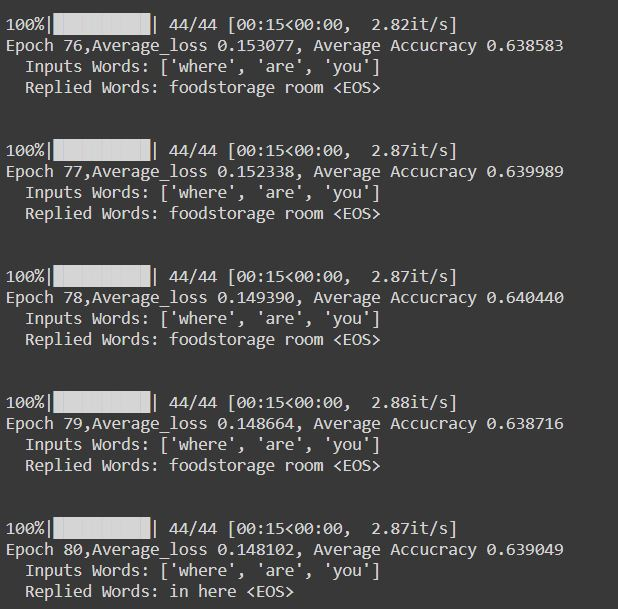 100%|██████████| 44/44 [00:15<00:00,  2.82it/s]
Epoch 76,Average_loss 0.153077, Average Accucracy 0.638583
  Inputs Words: ['where', 'are', 'you']
  Replied Words: foodstorage room <EOS>
100%|██████████| 44/44 [00:15<00:00,  2.87it/s]
Epoch 77,Average_loss 0.152338, Average Accucracy 0.639989
  Inputs Words: ['where', 'are', 'you']
  Replied Words: foodstorage room <EOS>
100%|██████████| 44/44 [00:15<00:00,  2.87it/s]
Epoch 78,Average_loss 0.149390, Average Accucracy 0.640440
  Inputs Words: ['where', 'are', 'you']
  Replied Words: foodstorage room <EOS>
100%|██████████| 44/44 [00:15<00:00,  2.88it/s]
Epoch 79,Average_loss 0.148664, Average Accucracy 0.638716
  Inputs Words: ['where', 'are', 'you']
  Replied Words: foodstorage room <EOS>
100%|██████████| 44/44 [00:15<00:00,  2.87it/s]
Epoch 80,Average_loss 0.148102, Average Accucracy 0.639049
  Inputs Words: ['where', 'are', 'you']
  Replied Words: in here <EOS>